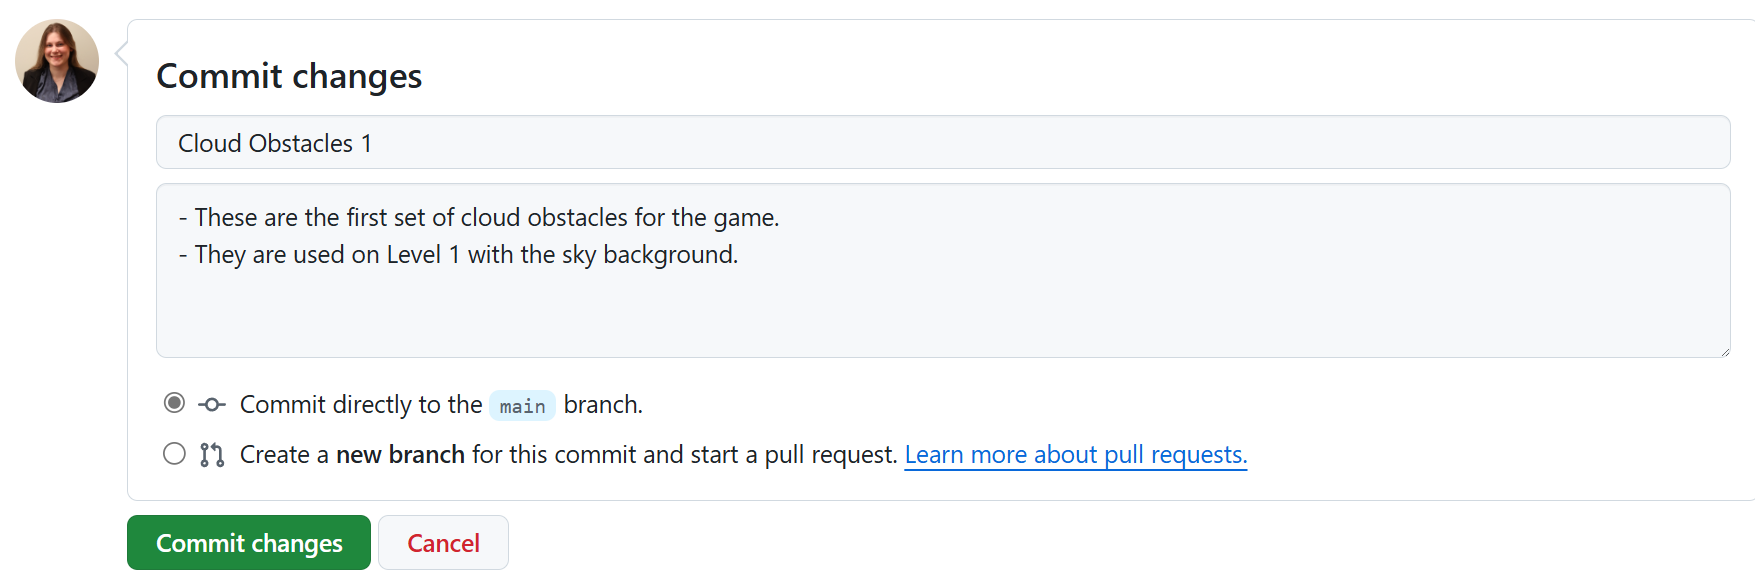 Commit changes
Cloud Obstacles 1
- These are the first set of cloud obstacles for the game.
- They are used on Level 1 with the sky background.
Commit directly to the main branch.
Create a new branch for this commit and start a pull request. Learn more about pull requests.
Commit changes Cancel